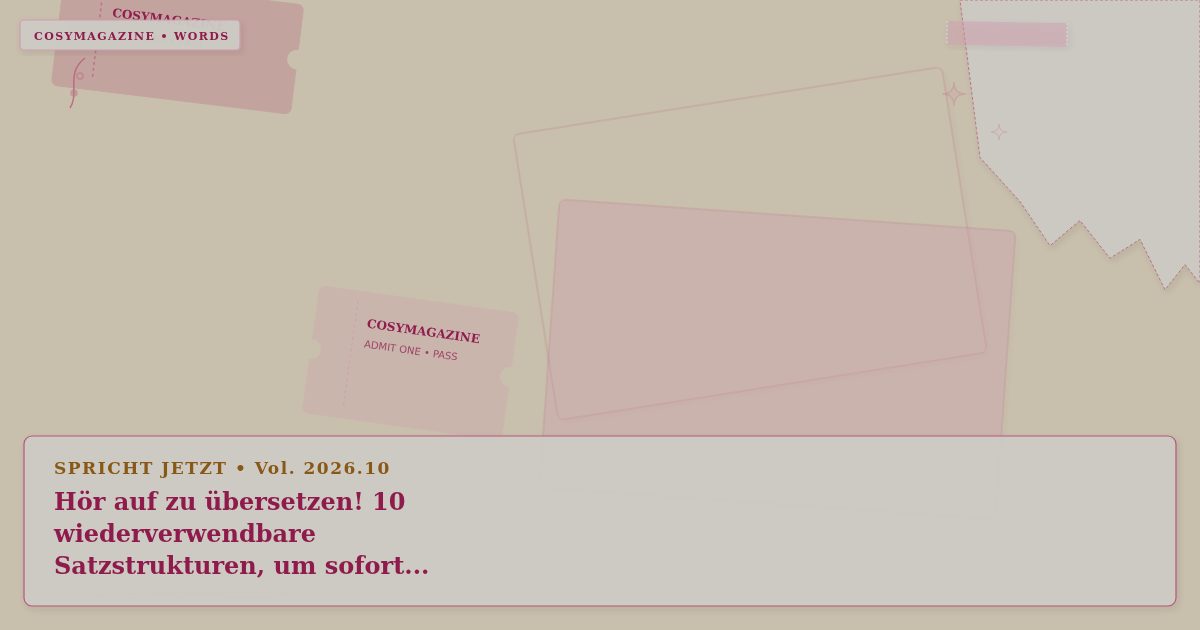 COSYMAGAZINE
COSYMAGAZINE • WORDS
COSYMAGAZINE
ADMIT ONE • PASS
SPRICHT JETZT • Vol. 2026.10
Hör auf zu übersetzen! 10
wiederverwendbare
Satzstrukturen, um sofort...